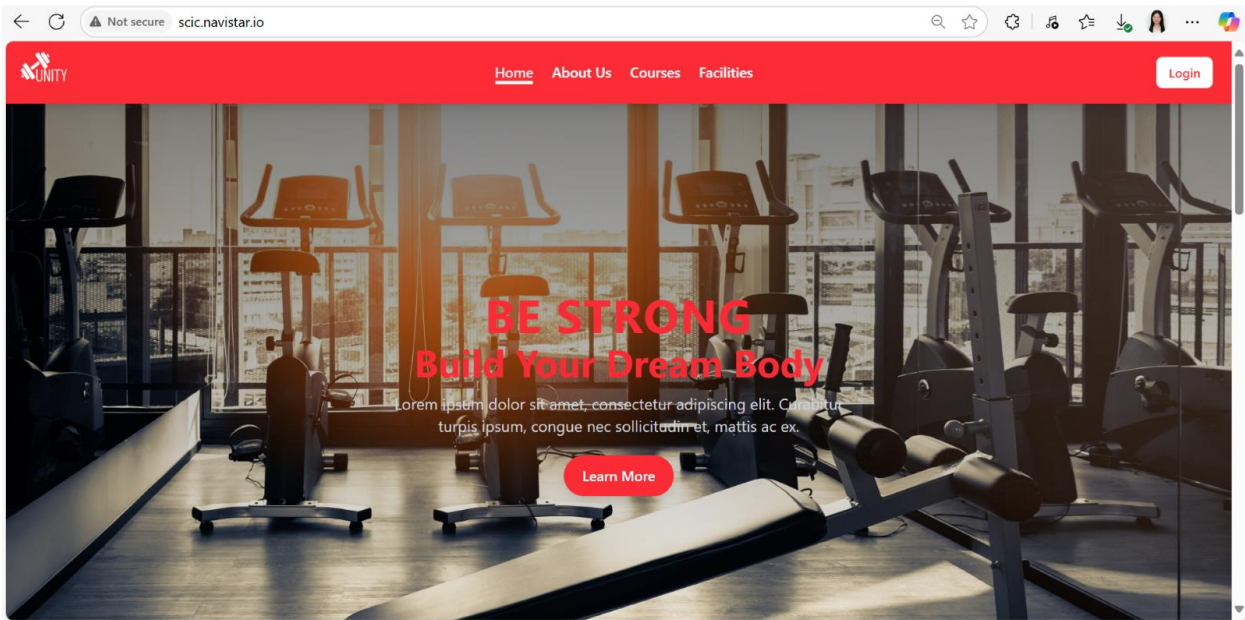 Not secure scic.navistar.io
UNITY
Home About Us Courses Facilities
Login
BE STRONG
Build Your Dream Body
Lorem ipsum dolor sit amet, consectetur adipiscing elit. Curabitur
turpis ipsum, congue nec sollicitudin et, mattis ac ex.
Learn More